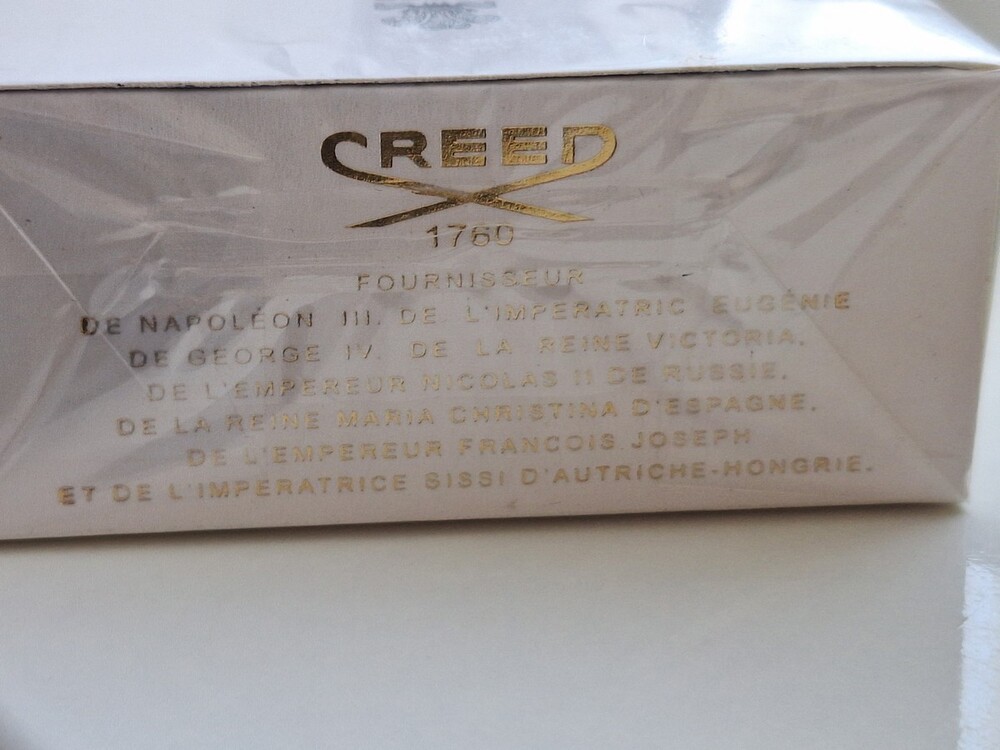 CREED
1760
FOURNISSEUR
DE NAPOLÉON III. DE L'IMPERATRIC EUGÉNIE
DE GEORGE IV. DE LA REINE VICTORIA.
DE L'EMPEREUR NICOLAS II DE RUSSIE.
DE LA REINE MARIA CHRISTINA D'ESPAGNE.
DE L'EMPEREUR FRANCOIS.JOSEPH
ET DE L'IMPERATRICE SISSI D'AUTRICHE-HONGRIE.